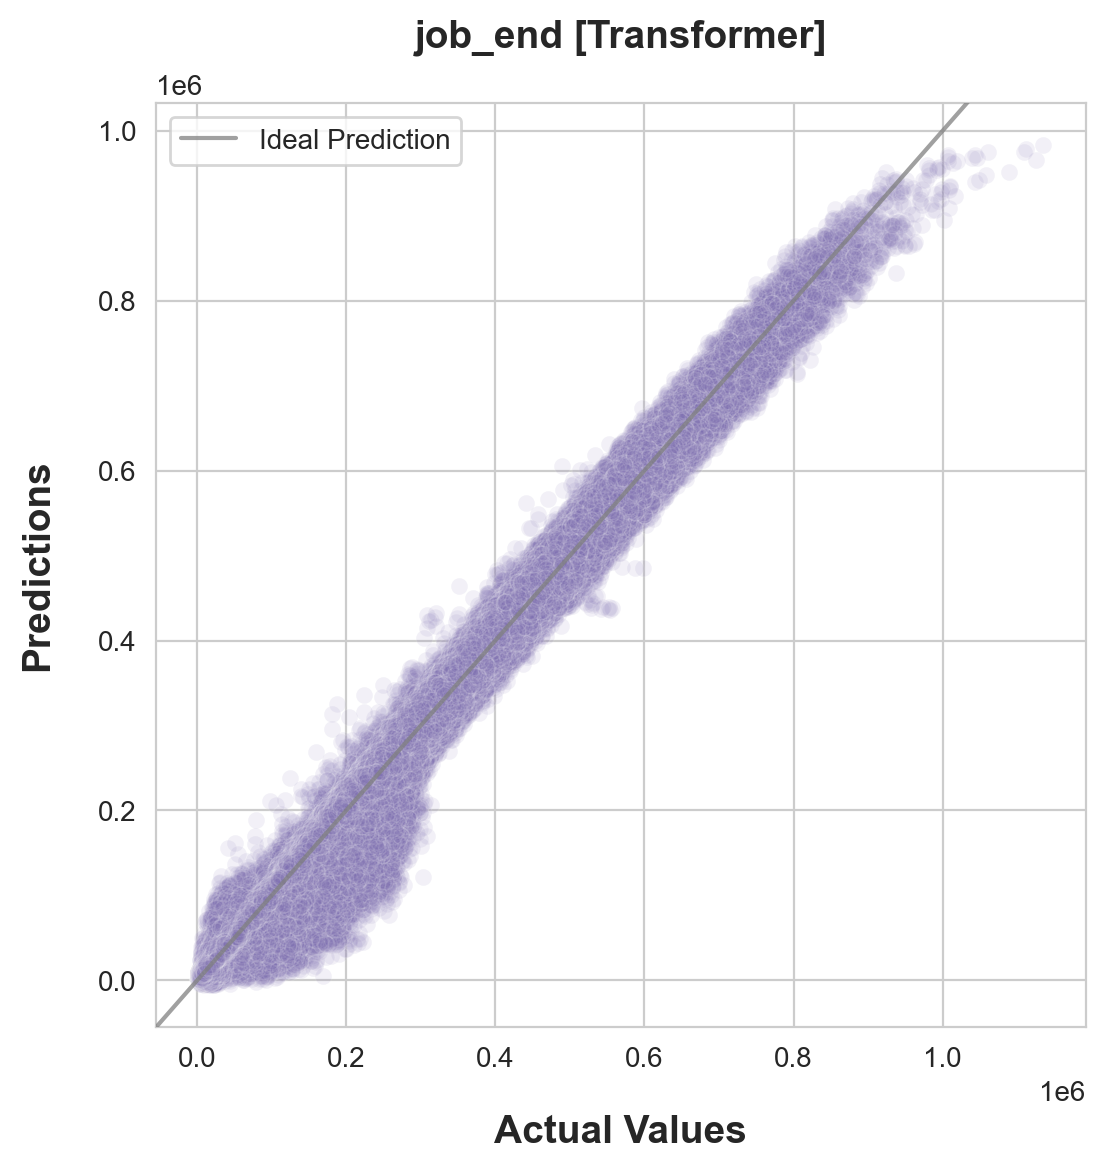 job_end [Transformer]
1e6
Ideal Prediction
1.0
0.8
0.6
0.4
0.2
0.0
Predictions
0.0 0.2 0.4 0.6 0.8 1.0
1e6
Actual Values